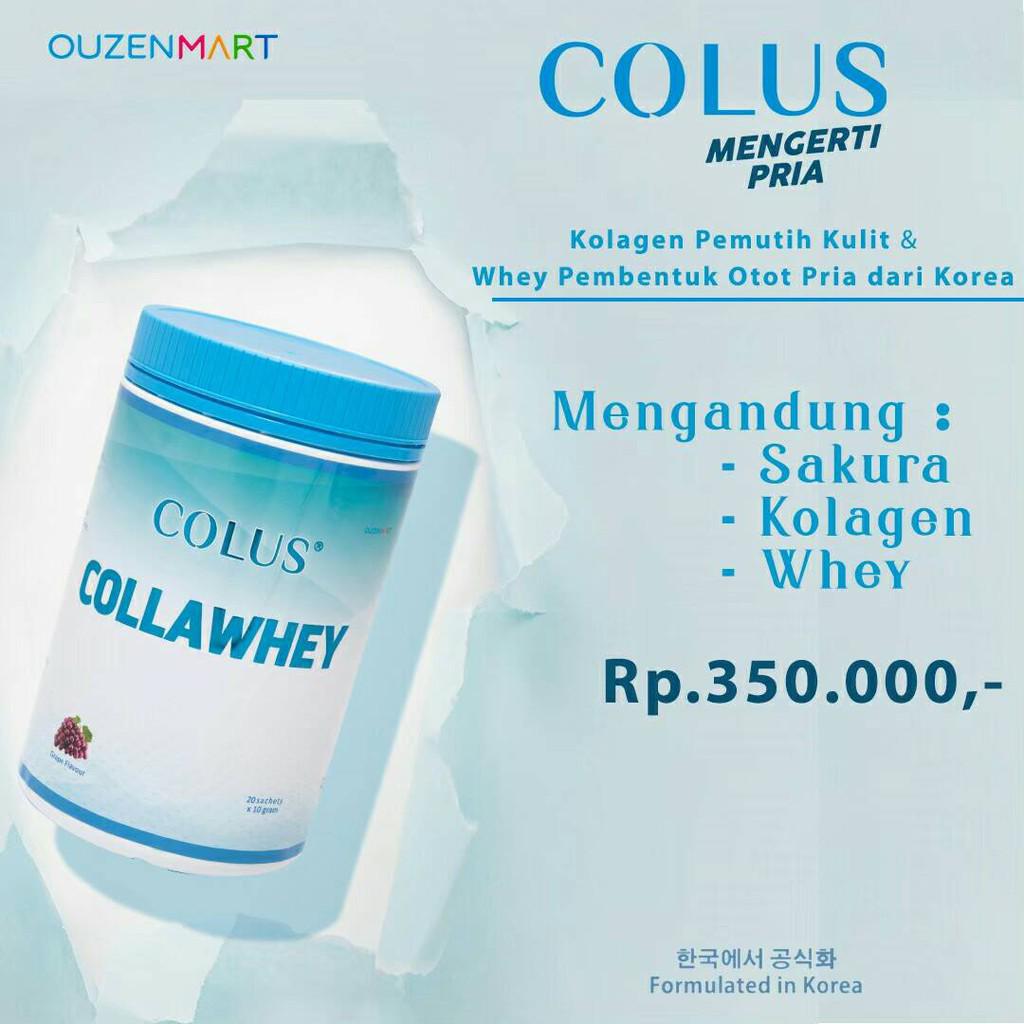 OUZENMART
COLUS
MENGERTI
PRIA
Kolagen Pemutih Kulit &
Whey Pembentuk Otot Pria dari Korea
Mengandung :
- Sakura
- Kolagen
- Whey
Rp.350.000,-
OUZENMART
COLUS®
COLLAWHEY
Grape Flavour
20 sachets
x 10 gram
한국에서 공식화
Formulated in Korea